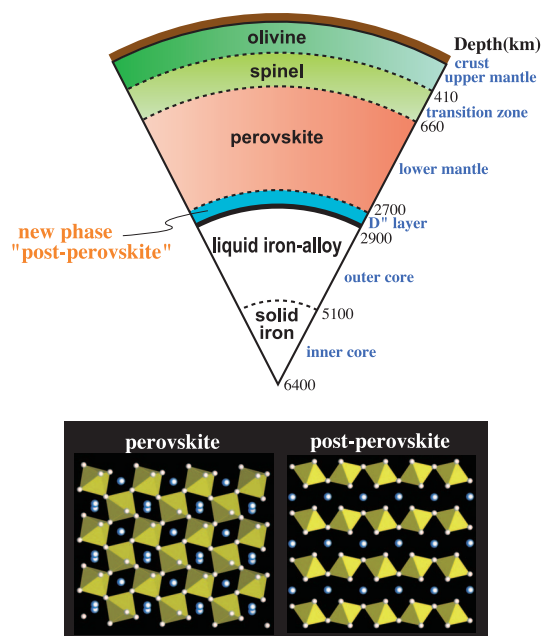 olivine
Depth(km)
crust
spinel
upper mantle
410
transition zone
660
perovskite
lower mantle
2700
D" layer
2900
new phase
"post-perovskite"
liquid iron-alloy
outer core
5100
solid
iron
inner core
6400
perovskite
post-perovskite